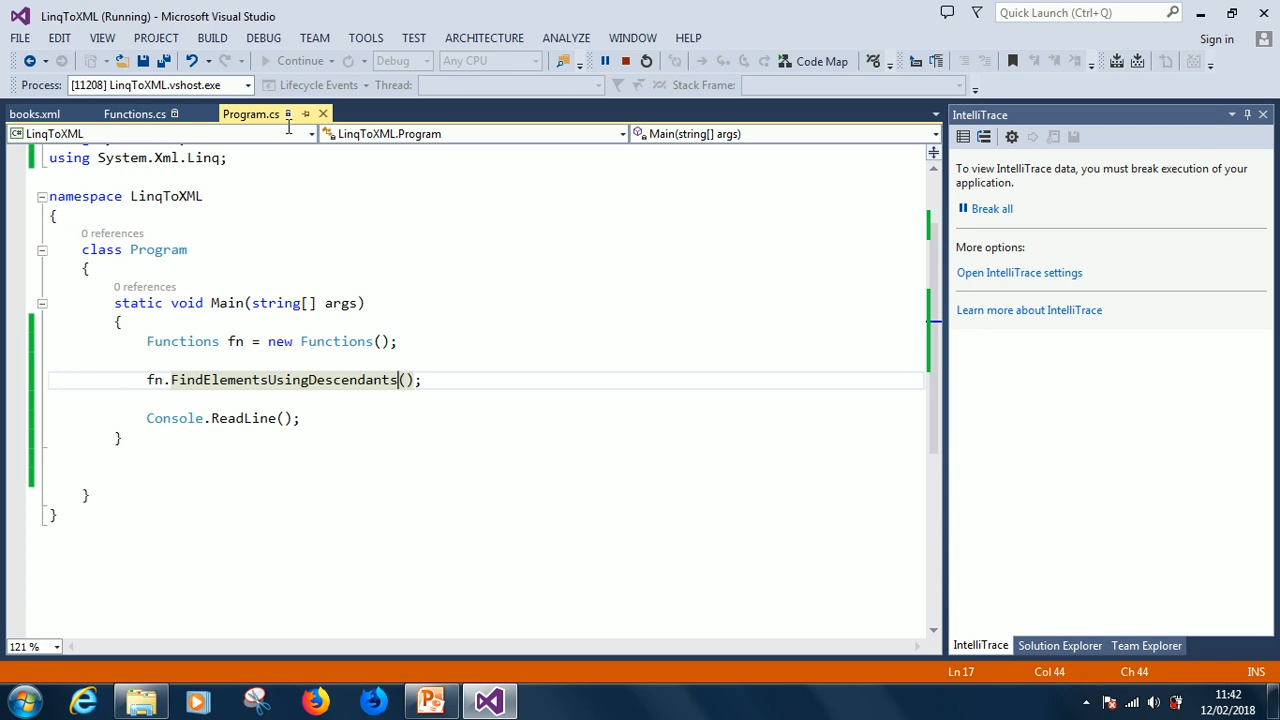 LinqToXML (Running) - Microsoft Visual Studio
Quick Launch (Ctrl+Q)
FILE EDIT VIEW PROJECT BUILD DEBUG TEAM TOOLS TEST ARCHITECTURE ANALYZE WINDOW HELP
Sign in
Continue Debug Any CPU Code Map
Process: [11208] LinqToXML.vshost.exe Lifecycle Events Thread: Stack Frame:
books.xml Functions.cs Program.cs
LinqToXML LinqToXML.Program Main(string[] args)
using System.Xml.Linq;
namespace LinqToXML
{
0 references
class Program
{
0 references
static void Main(string[] args)
{
Functions fn = new Functions();
fn.FindElementsUsingDescendants();
Console.ReadLine();
}
}
}
121 %
IntelliTrace
To view IntelliTrace data, you must break execution of your
application.
Break all
More options:
Open IntelliTrace settings
Learn more about IntelliTrace
IntelliTrace Solution Explorer Team Explorer
Ln 17 Col 44 Ch 44 INS
11:42
12/02/2018